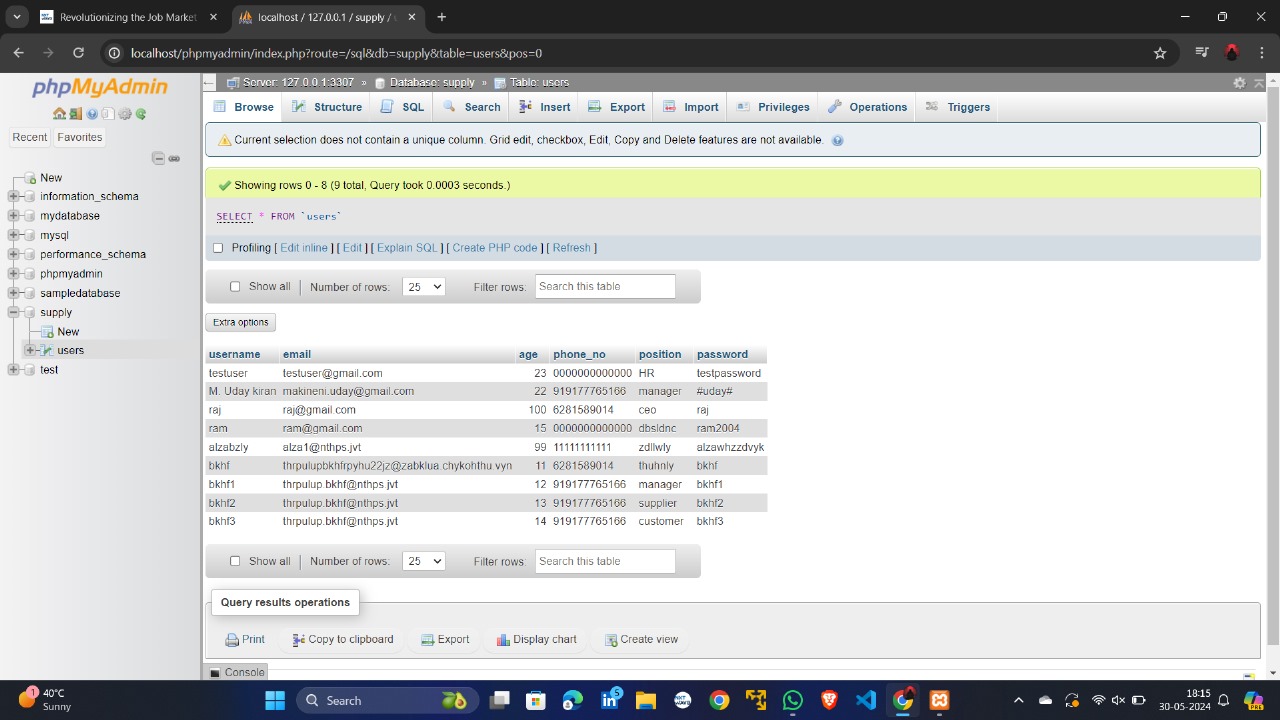 Revolutionizing the Job Market
localhost / 127.0.0.1 / supply /
localhost/phpmyadmin/index.php?route=/sql&db=supply&table=users&pos=0
phpMyAdmin
Recent Favorites
New
information_schema
mydatabase
mysql
performance_schema
phpmyadmin
sampledatabase
supply
New
users
test
Server: 127.0.0.1:3307 » Database: supply » Table: users
Browse Structure SQL Search Insert Export Import Privileges Operations Triggers
Current selection does not contain a unique column. Grid edit, checkbox, Edit, Copy and Delete features are not available.
Showing rows 0 - 8 (9 total, Query took 0.0003 seconds.)
SELECT * FROM `users`
Profiling [ Edit inline ] [ Edit ] [ Explain SQL ] [ Create PHP code ] [ Refresh ]
Show all Number of rows: 25 Filter rows: Search this table
Extra options
username email age phone_no position password
testuser testuser@gmail.com 23 0000000000000 HR testpassword
M. Uday kiran makineni.uday@gmail.com 22 919177765166 manager #uday#
raj raj@gmail.com 100 6281589014 ceo raj
ram ram@gmail.com 15 0000000000000 dbsldnc ram2004
alzabzly alza1@nthps.jvt 99 11111111111 zdllwly alzawhzzdvyk
bkhf thrpulupbkhfrpyhu22jz@zabklua.chykohthu.vyn 11 6281589014 thuhnly bkhf
bkhf1 thrpulup.bkhf@nthps.jvt 12 919177765166 manager bkhf1
bkhf2 thrpulup.bkhf@nthps.jvt 13 919177765166 supplier bkhf2
bkhf3 thrpulup.bkhf@nthps.jvt 14 919177765166 customer bkhf3
Show all Number of rows: 25 Filter rows: Search this table
Query results operations
Print Copy to clipboard Export Display chart Create view
Console
1 40°C
Sunny
Search
5
18:15
30-05-2024
PRE